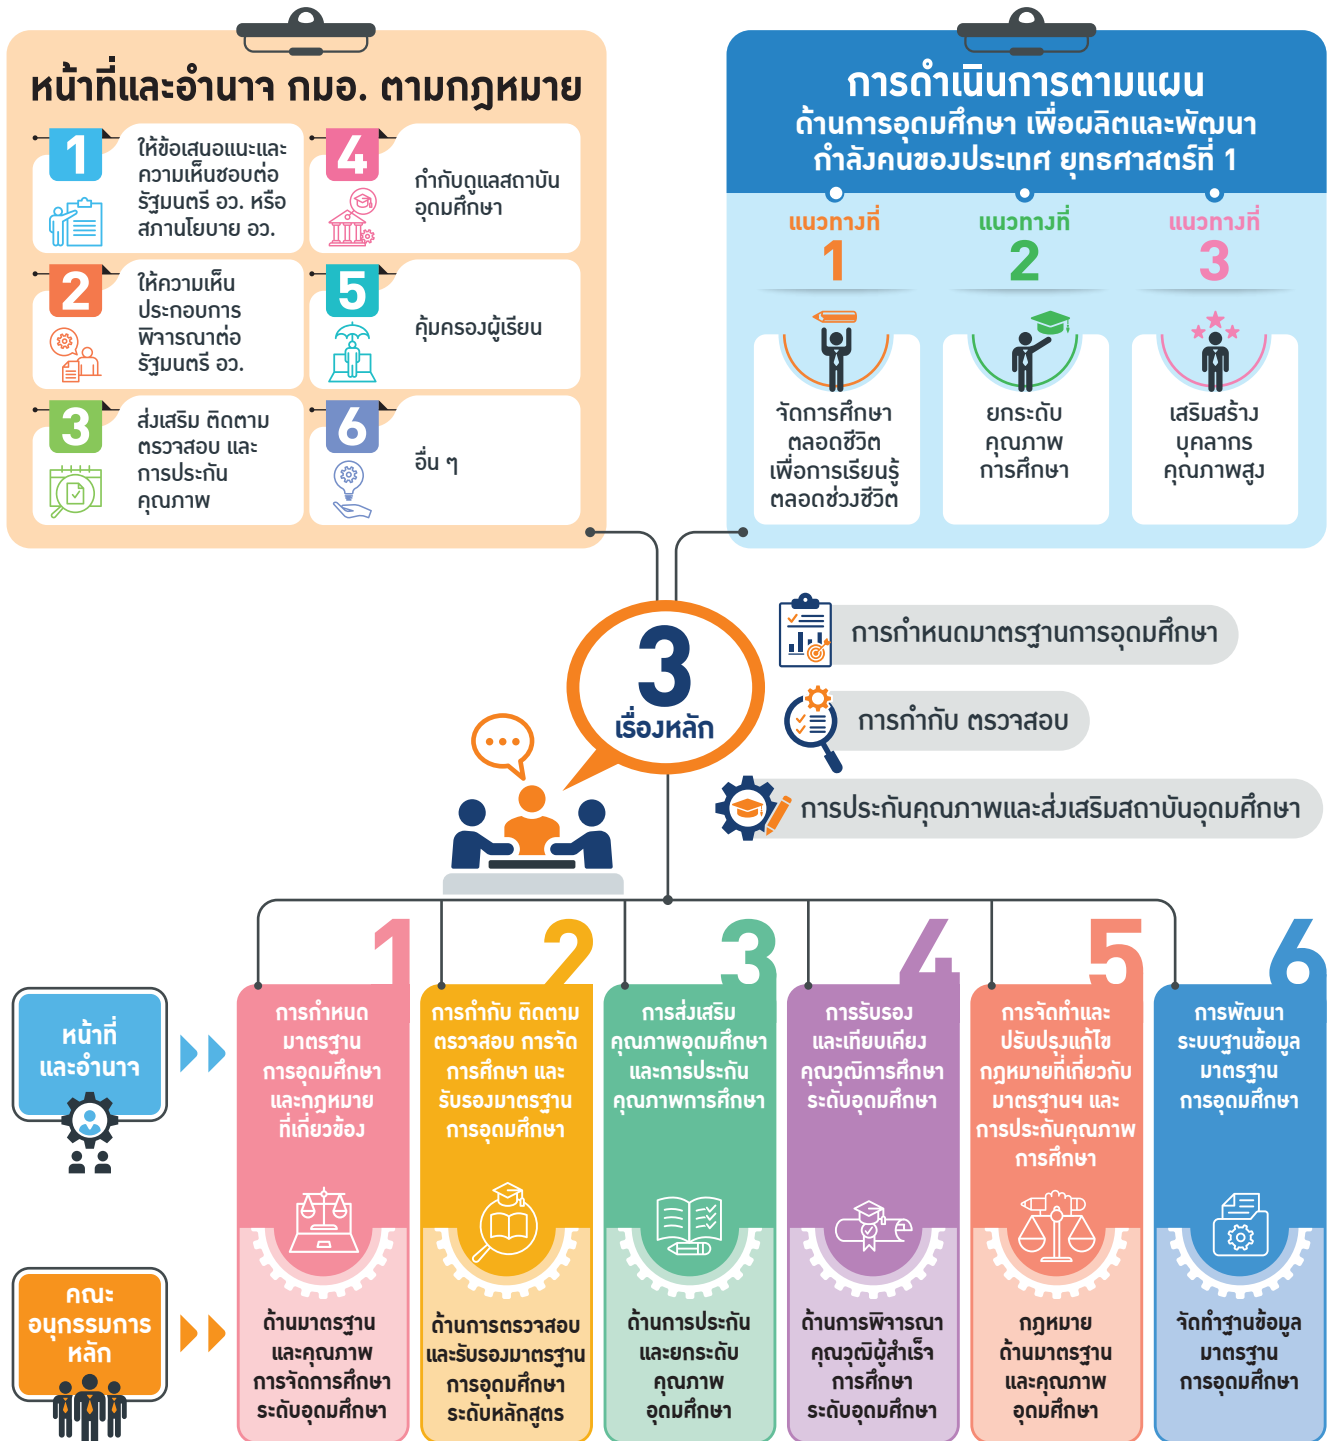 หน้าที่และอำนาจ กมอ. ตามกฎหมาย
1
ให้ข้อเสนอแนะและ
ความเห็นชอบต่อ
รัฐมนตรี อว. หรือ
สภานโยบาย อว.
2
ให้ความเห็น
ประกอบการ
พิจารณาต่อ
รัฐมนตรี อว.
3
ส่งเสริม ติดตาม
ตรวจสอบ และ
การประกัน
คุณภาพ
4
กำกับดูแลสถาบัน
อุดมศึกษา
5
คุ้มครองผู้เรียน
6
อื่น ๆ
การดำเนินการตามแผน
ด้านการอุดมศึกษา เพื่อผลิตและพัฒนา
กำลังคนของประเทศ ยุทธศาสตร์ที่ 1
แนวทางที่
1
จัดการศึกษา
ตลอดชีวิต
เพื่อการเรียนรู้
ตลอดช่วงชีวิต
แนวทางที่
2
ยกระดับ
คุณภาพ
การศึกษา
แนวทางที่
3
เสริมสร้าง
บุคลากร
คุณภาพสูง
3
เรื่องหลัก
การกำหนดมาตรฐานการอุดมศึกษา
การกำกับ ตรวจสอบ
การประกันคุณภาพและส่งเสริมสถาบันอุดมศึกษา
หน้าที่
และอำนาจ
1
การกำหนด
มาตรฐาน
การอุดมศึกษา
และกฎหมาย
ที่เกี่ยวข้อง
2
การกำกับ ติดตาม
ตรวจสอบ การจัด
การศึกษา และ
รับรองมาตรฐาน
การอุดมศึกษา
3
การส่งเสริม
คุณภาพอุดมศึกษา
และการประกัน
คุณภาพการศึกษา
4
การรับรอง
และเทียบเคียง
คุณวุฒิการศึกษา
ระดับอุดมศึกษา
5
การจัดทำและ
ปรับปรุงแก้ไข
กฎหมายที่เกี่ยวกับ
มาตรฐานฯ และ
การประกันคุณภาพ
การศึกษา
6
การพัฒนา
ระบบฐานข้อมูล
มาตรฐาน
การอุดมศึกษา
คณะ
อนุกรรมการ
หลัก
ด้านมาตรฐาน
และคุณภาพ
การจัดการศึกษา
ระดับอุดมศึกษา
ด้านการตรวจสอบ
และรับรองมาตรฐาน
การอุดมศึกษา
ระดับหลักสูตร
ด้านการประกัน
และยกระดับ
คุณภาพ
อุดมศึกษา
ด้านการพิจารณา
คุณวุฒิผู้สำเร็จ
การศึกษา
ระดับอุดมศึกษา
กฎหมาย
ด้านมาตรฐาน
และคุณภาพ
อุดมศึกษา
จัดทำฐานข้อมูล
มาตรฐาน
การอุดมศึกษา